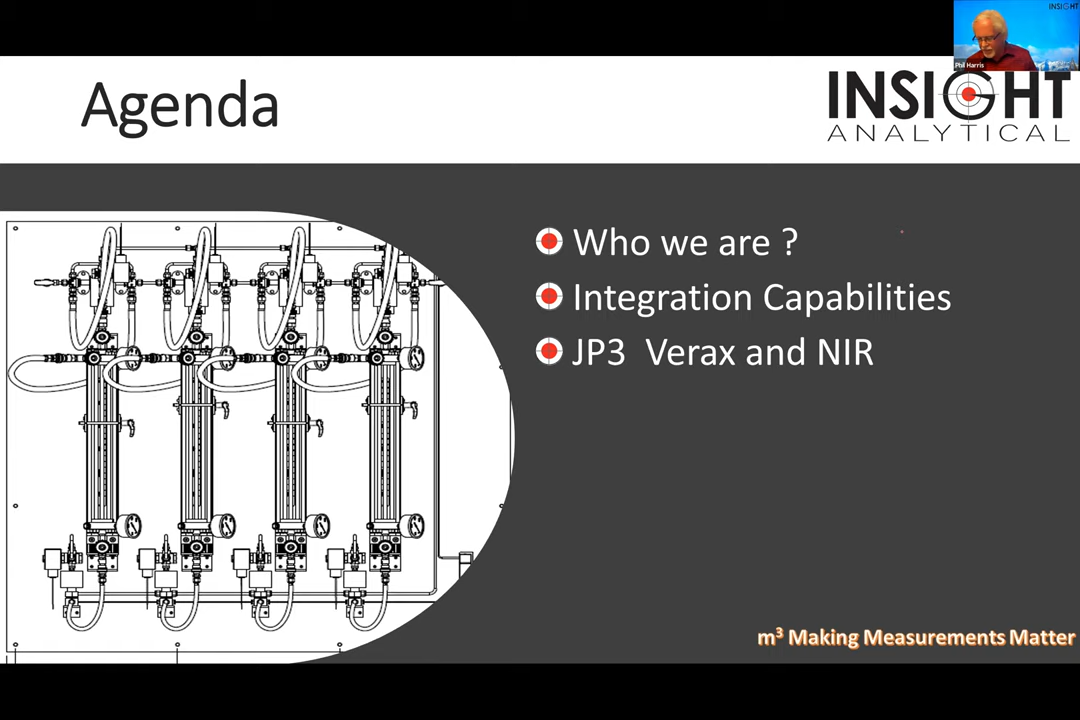 INSIGHT
Phil Harris
Agenda
INSIGHT
ANALYTICAL
Who we are ?
Integration Capabilities
JP3 Verax and NIR
m³ Making Measurements Matter